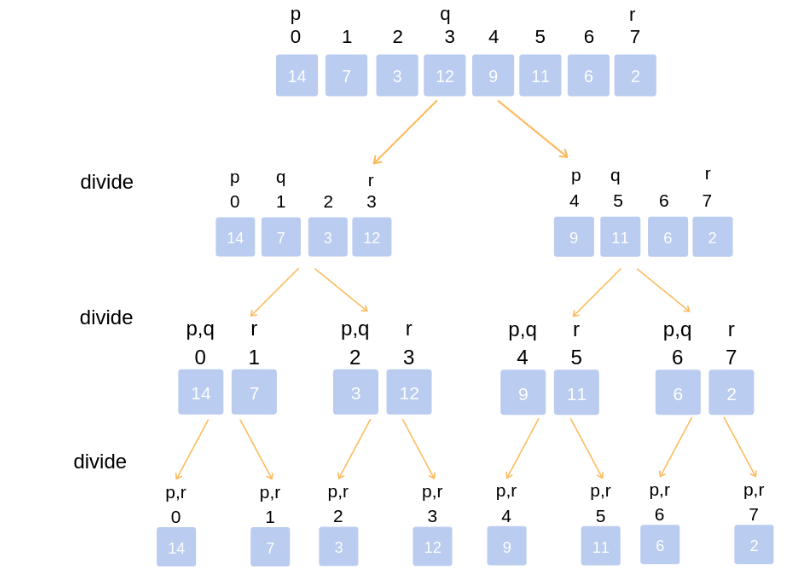 p q r
0 1 2 3 4 5 6 7
14 7 3 12 9 11 6 2
divide
p q r p q r
0 1 2 3 4 5 6 7
14 7 3 12 9 11 6 2
divide
p,q r p,q r p,q r p,q r
0 1 2 3 4 5 6 7
14 7 3 12 9 11 6 2
divide
p,r p,r p,r p,r p,r p,r p,r p,r
0 1 2 3 4 5 6 7
14 7 3 12 9 11 6 2